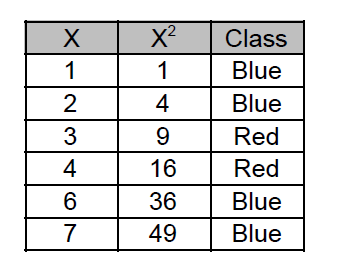 X X² Class
1 1 Blue
2 4 Blue
3 9 Red
4 16 Red
6 36 Blue
7 49 Blue